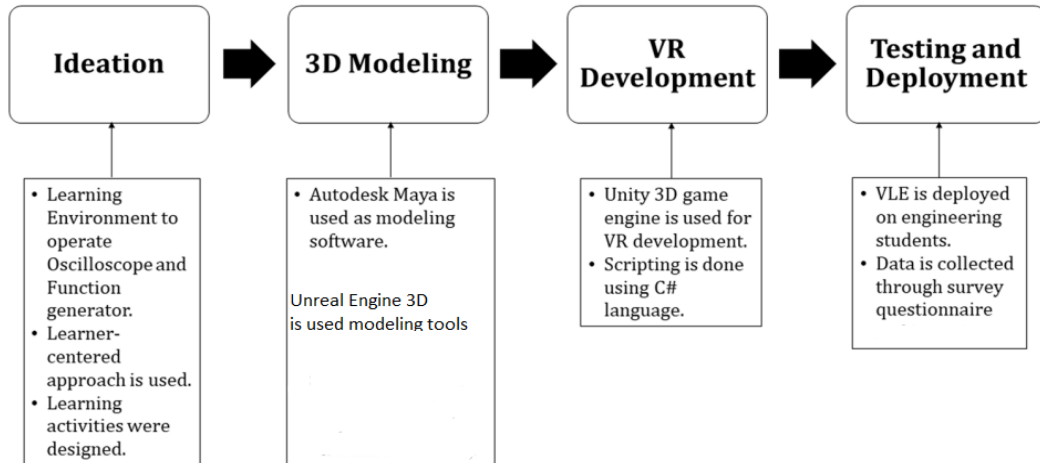 Ideation
3D Modeling
VR
Development
Testing and
Deployment
• Learning
Environment to
operate
Oscilloscope and
Function
generator.
• Learner-
centered
approach is used.
• Learning
activities were
designed.
• Autodesk Maya is
used as modeling
software.
Unreal Engine 3D
is used modeling tools
• Unity 3D game
engine is used for
VR development.
• Scripting is done
using C#
language.
• VLE is deployed
on engineering
students.
• Data is collected
through survey
questionnaire